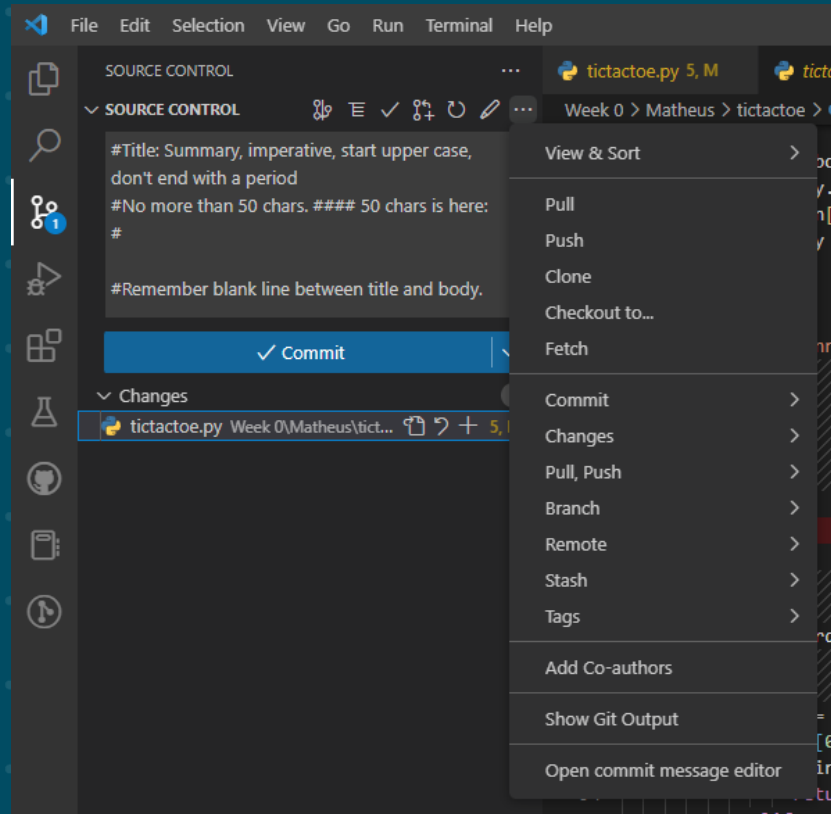 File Edit Selection View Go Run Terminal Help
SOURCE CONTROL
tictactoe.py 5, M
SOURCE CONTROL
Week 0 > Matheus > tictactoe >
#Title: Summary, imperative, start upper case,
don't end with a period
#No more than 50 chars. #### 50 chars is here:
#
#Remember blank line between title and body.
1
Commit
Changes
tictactoe.py Week 0\Matheus\tict... 5,
View & Sort
Pull
Push
Clone
Checkout to...
Fetch
Commit
Changes
Pull, Push
Branch
Remote
Stash
Tags
Add Co-authors
Show Git Output
Open commit message editor